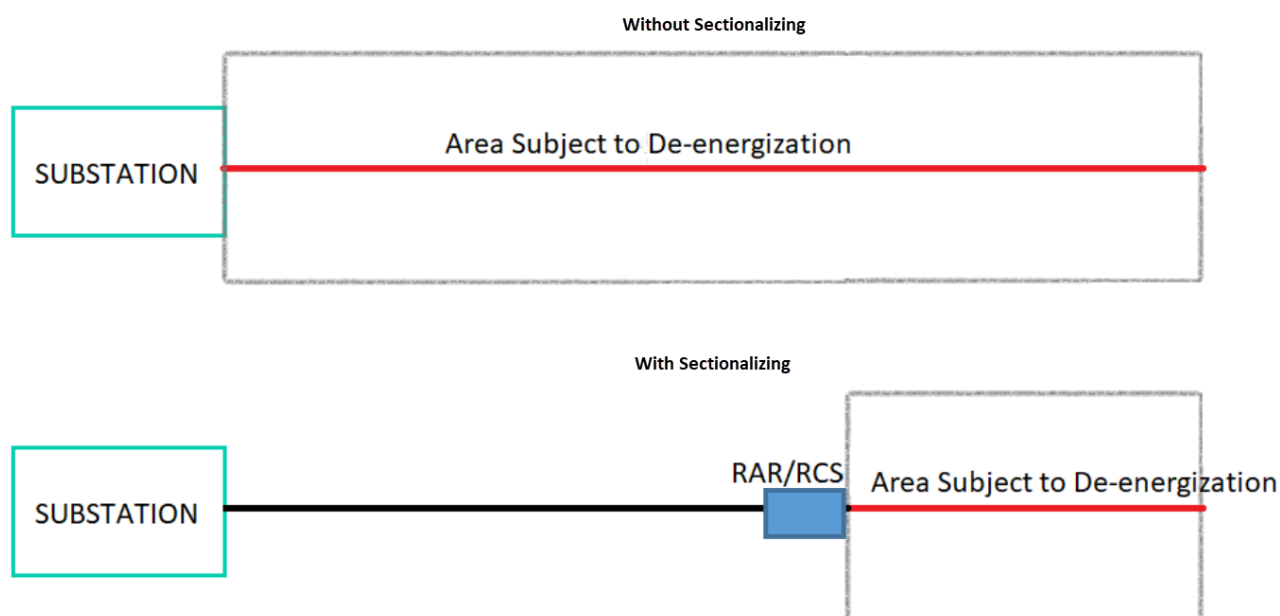 Without Sectionalizing
Area Subject to De-energization
SUBSTATION
With Sectionalizing
RAR/RCS
Area Subject to De-energization
SUBSTATION